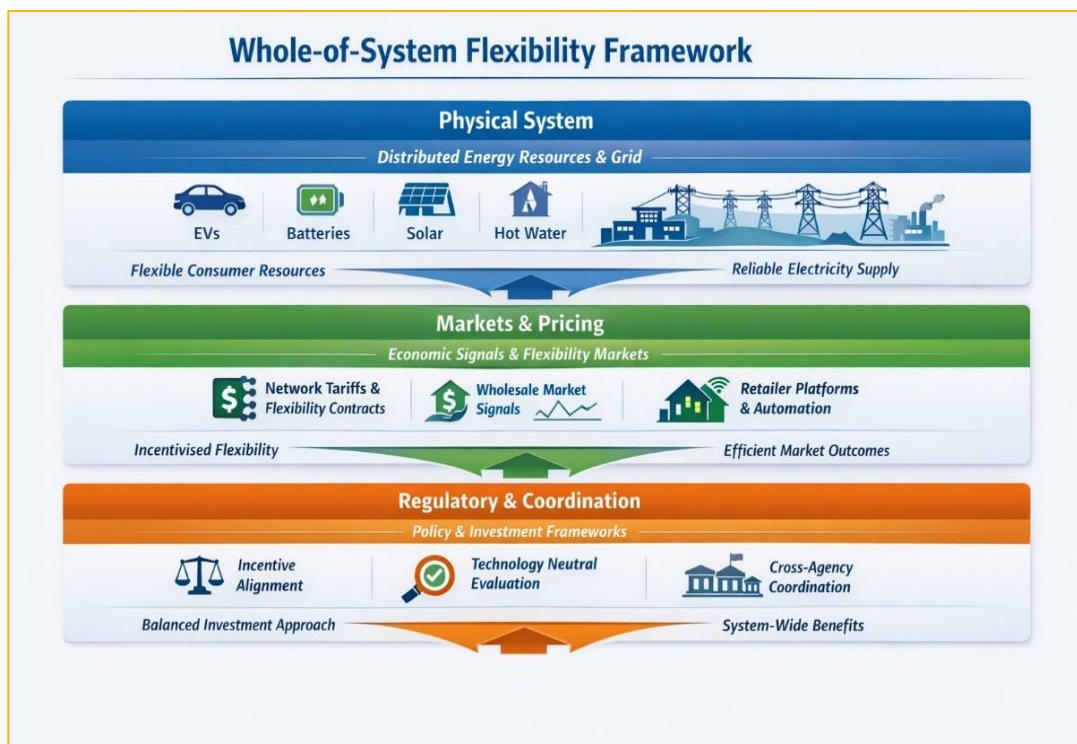 Whole-of-System Flexibility Framework
Physical System
Distributed Energy Resources & Grid
EVs
Batteries
Solar
Hot Water
Flexible Consumer Resources
Reliable Electricity Supply
Markets & Pricing
Economic Signals & Flexibility Markets
Network Tariffs &
Flexibility Contracts
Wholesale Market
Signals
Retailer Platforms
& Automation
Incentivised Flexibility
Efficient Market Outcomes
Regulatory & Coordination
Policy & Investment Frameworks
Incentive
Alignment
Technology Neutral
Evaluation
Cross-Agency
Coordination
Balanced Investment Approach
System-Wide Benefits